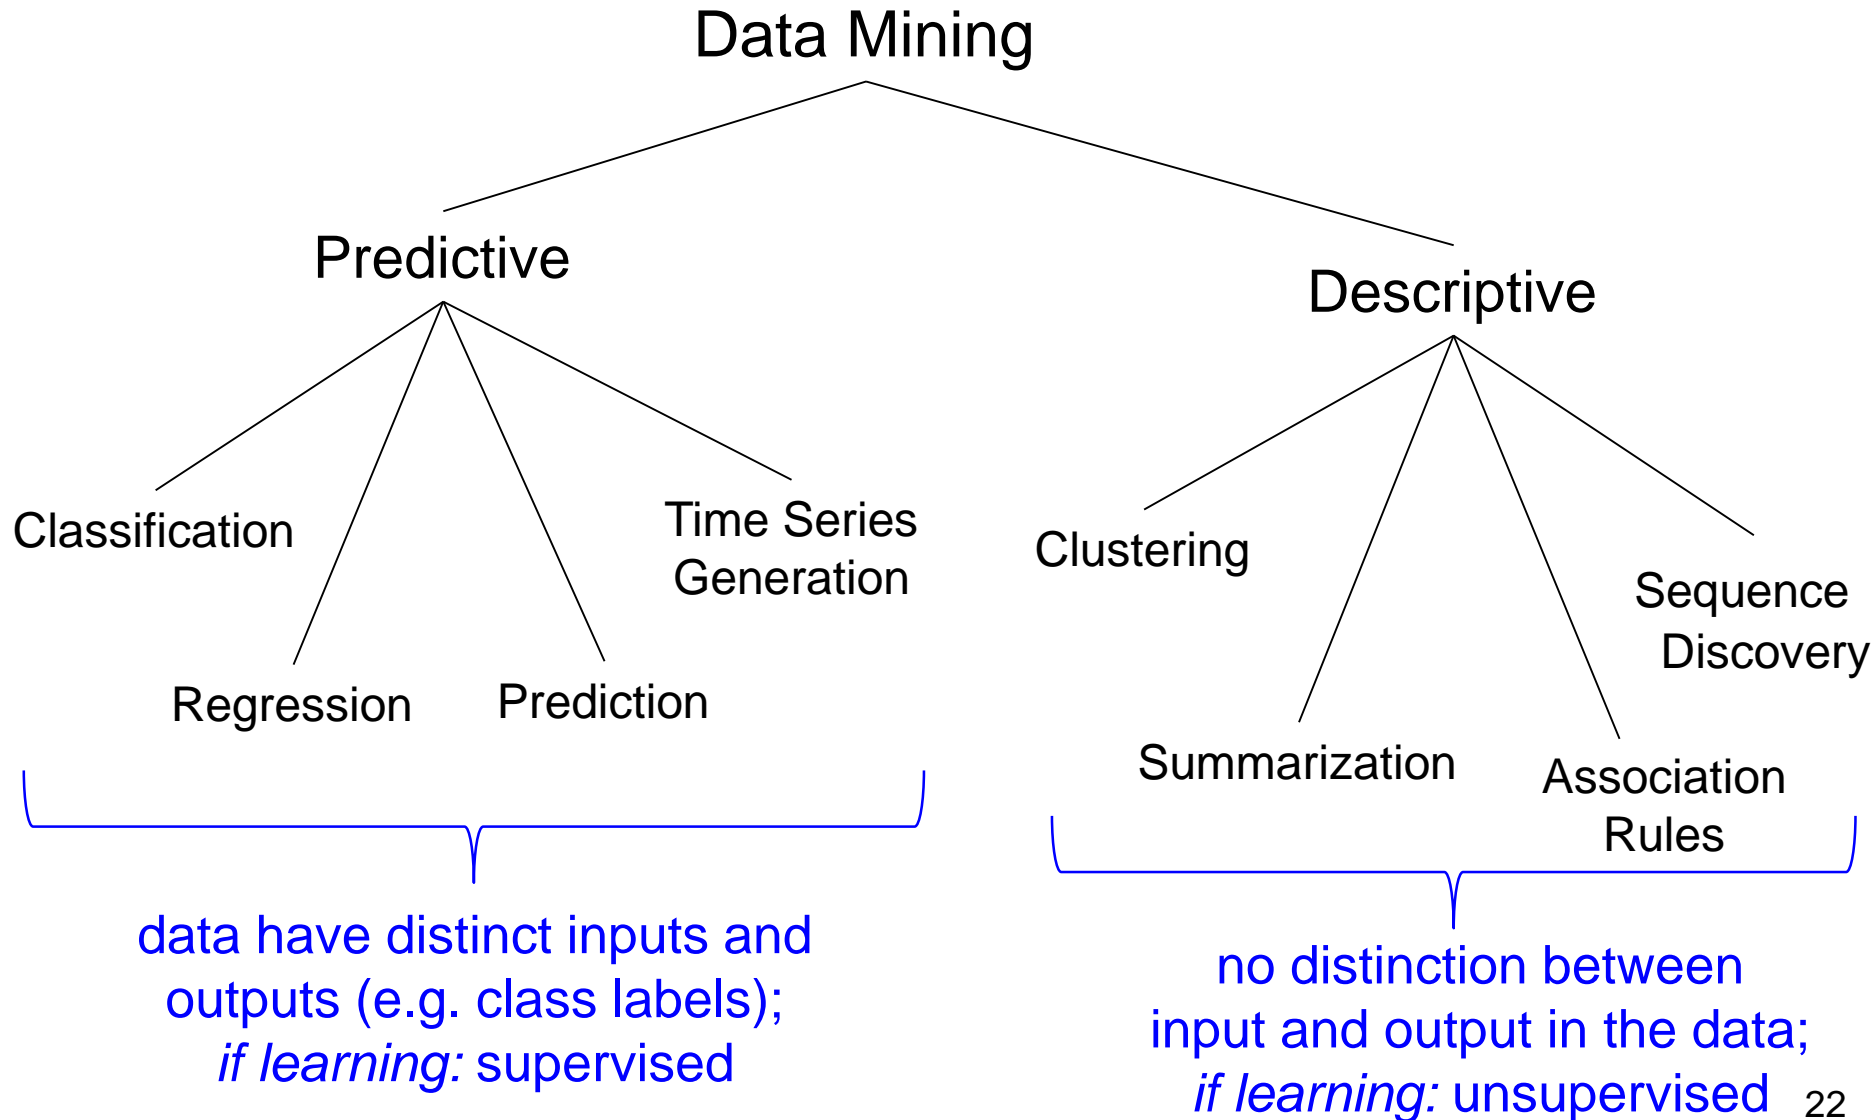 Data Mining
Predictive
Descriptive
Classification
Regression
Prediction
Time Series
Generation
Clustering
Summarization
Association
Rules
Sequence
Discovery
data have distinct inputs and
outputs (e.g. class labels);
if learning: supervised
no distinction between
input and output in the data;
if learning: unsupervised
22